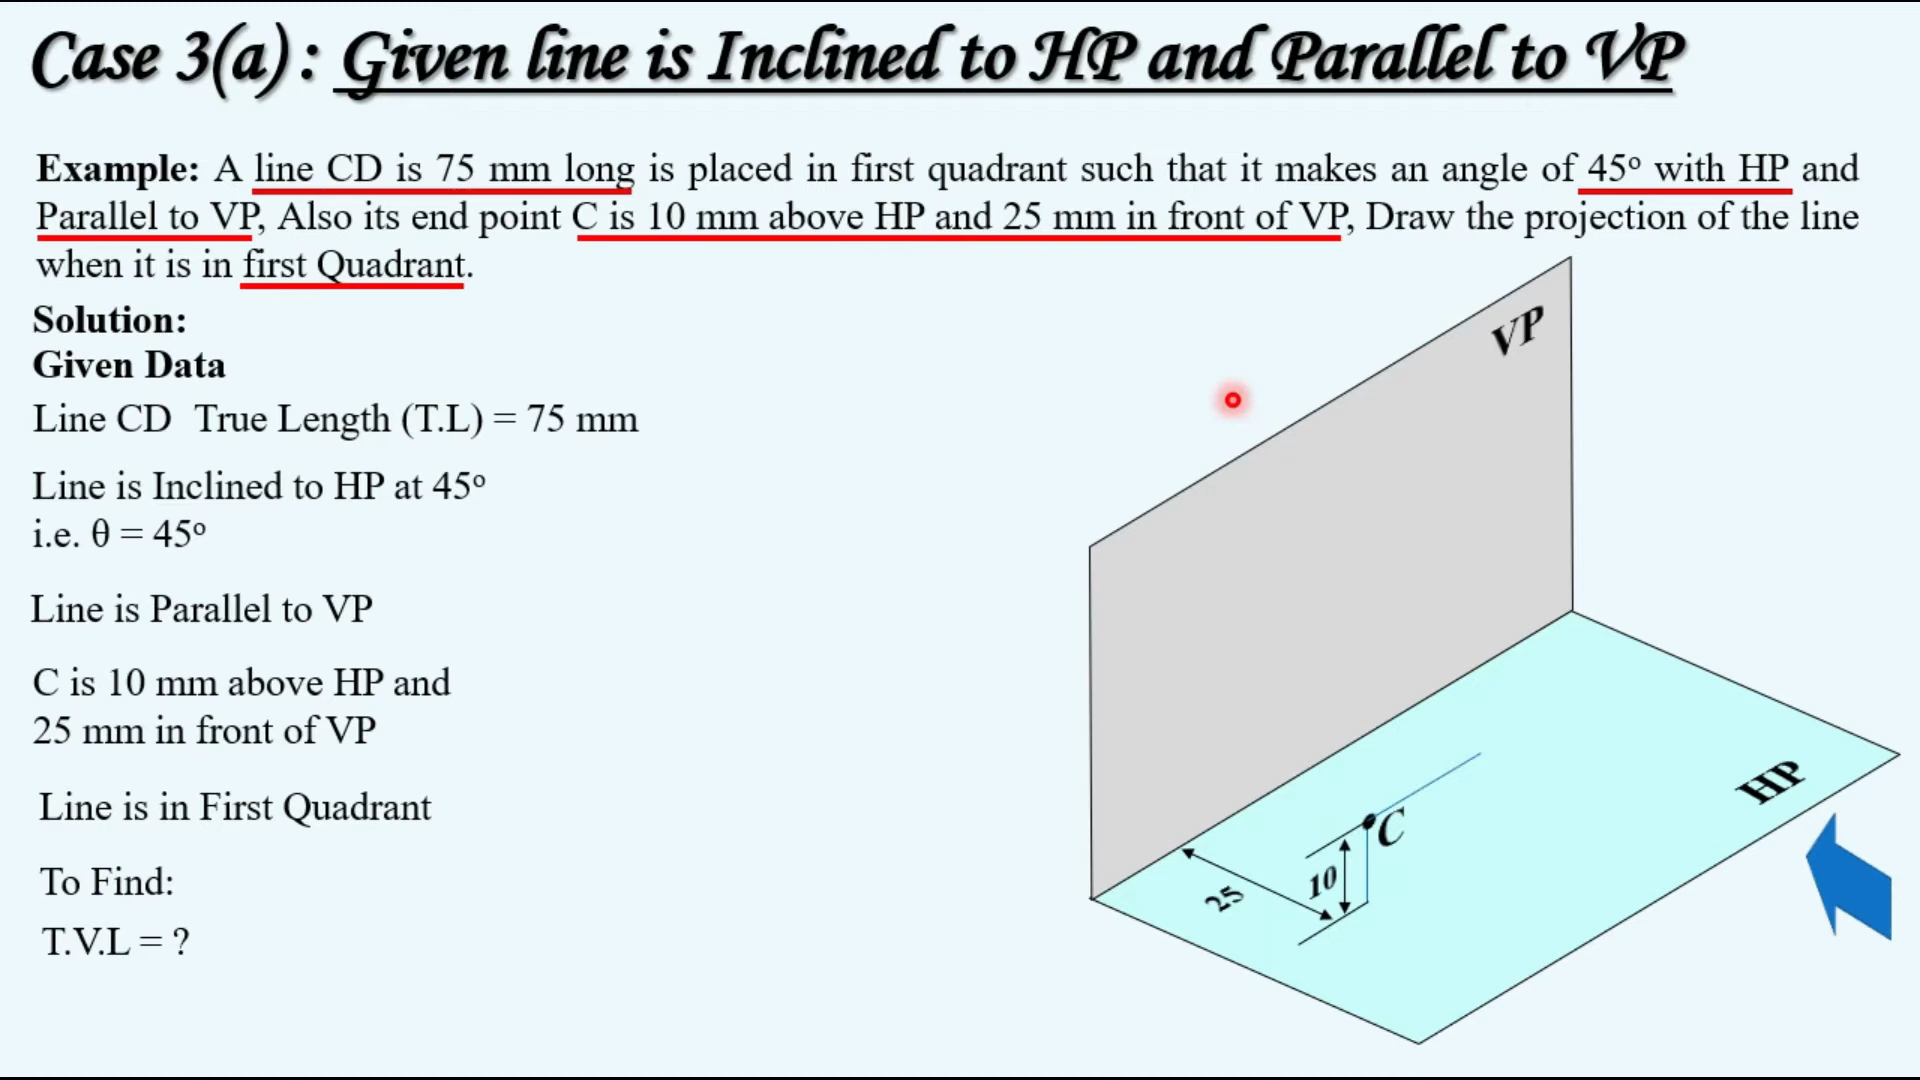 Case 3(a) : Given line is Inclined to HP and Parallel to VP
Example: A line CD is 75 mm long is placed in first quadrant such that it makes an angle of 45º with HP and
Parallel to VP, Also its end point C is 10 mm above HP and 25 mm in front of VP, Draw the projection of the line
when it is in first Quadrant.
Solution:
Given Data
Line CD True Length (T.L) = 75 mm
Line is Inclined to HP at 45º
i.e. θ = 45º
Line is Parallel to VP
C is 10 mm above HP and
25 mm in front of VP
Line is in First Quadrant
To Find:
T.V.L = ?
VP
HP
C
10
25